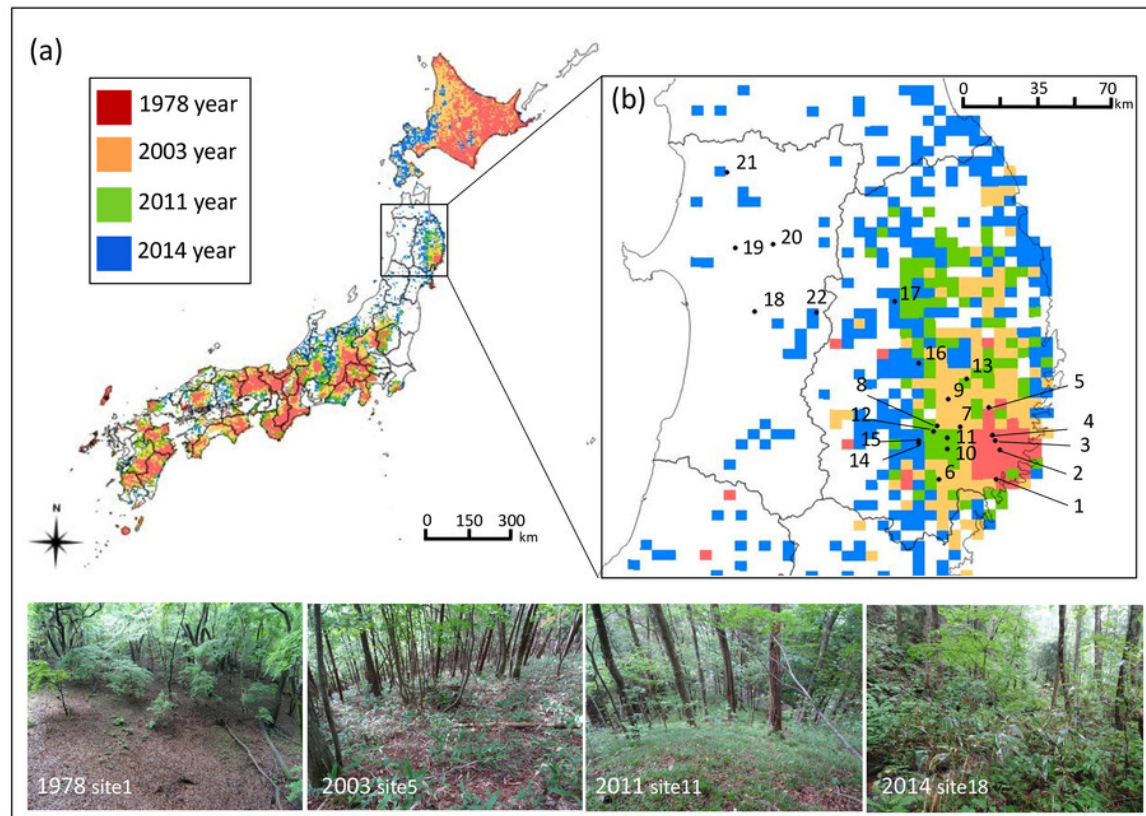 (a)
1978 year
2003 year
2011 year
2014 year
N
0 150 300
km
(b)
0 35 70
km
21
19 20
18 22 17
16
13
8 9 5
12 7 4
15 11 3
14 10 2
6 1
1978 site1
2003 site5
2011 site11
2014 site18